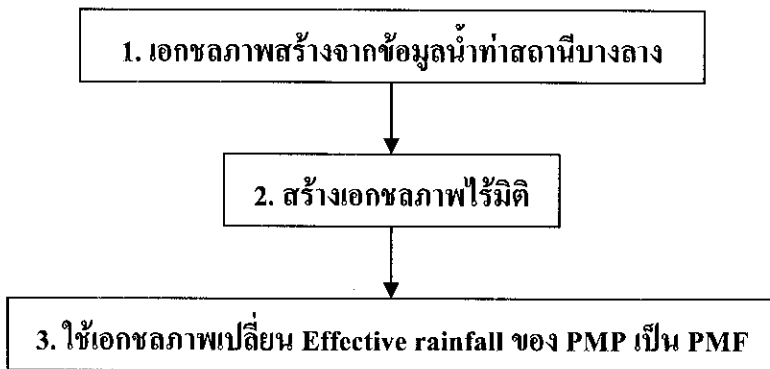 1. เอกชลภาพสร้างจากข้อมูลน้ำท่าสถานีบางลาง
2. สร้างเอกชลภาพไร้มิติ
3. ใช้เอกชลภาพเปลี่ยน Effective rainfall ของ PMP เป็น PMF